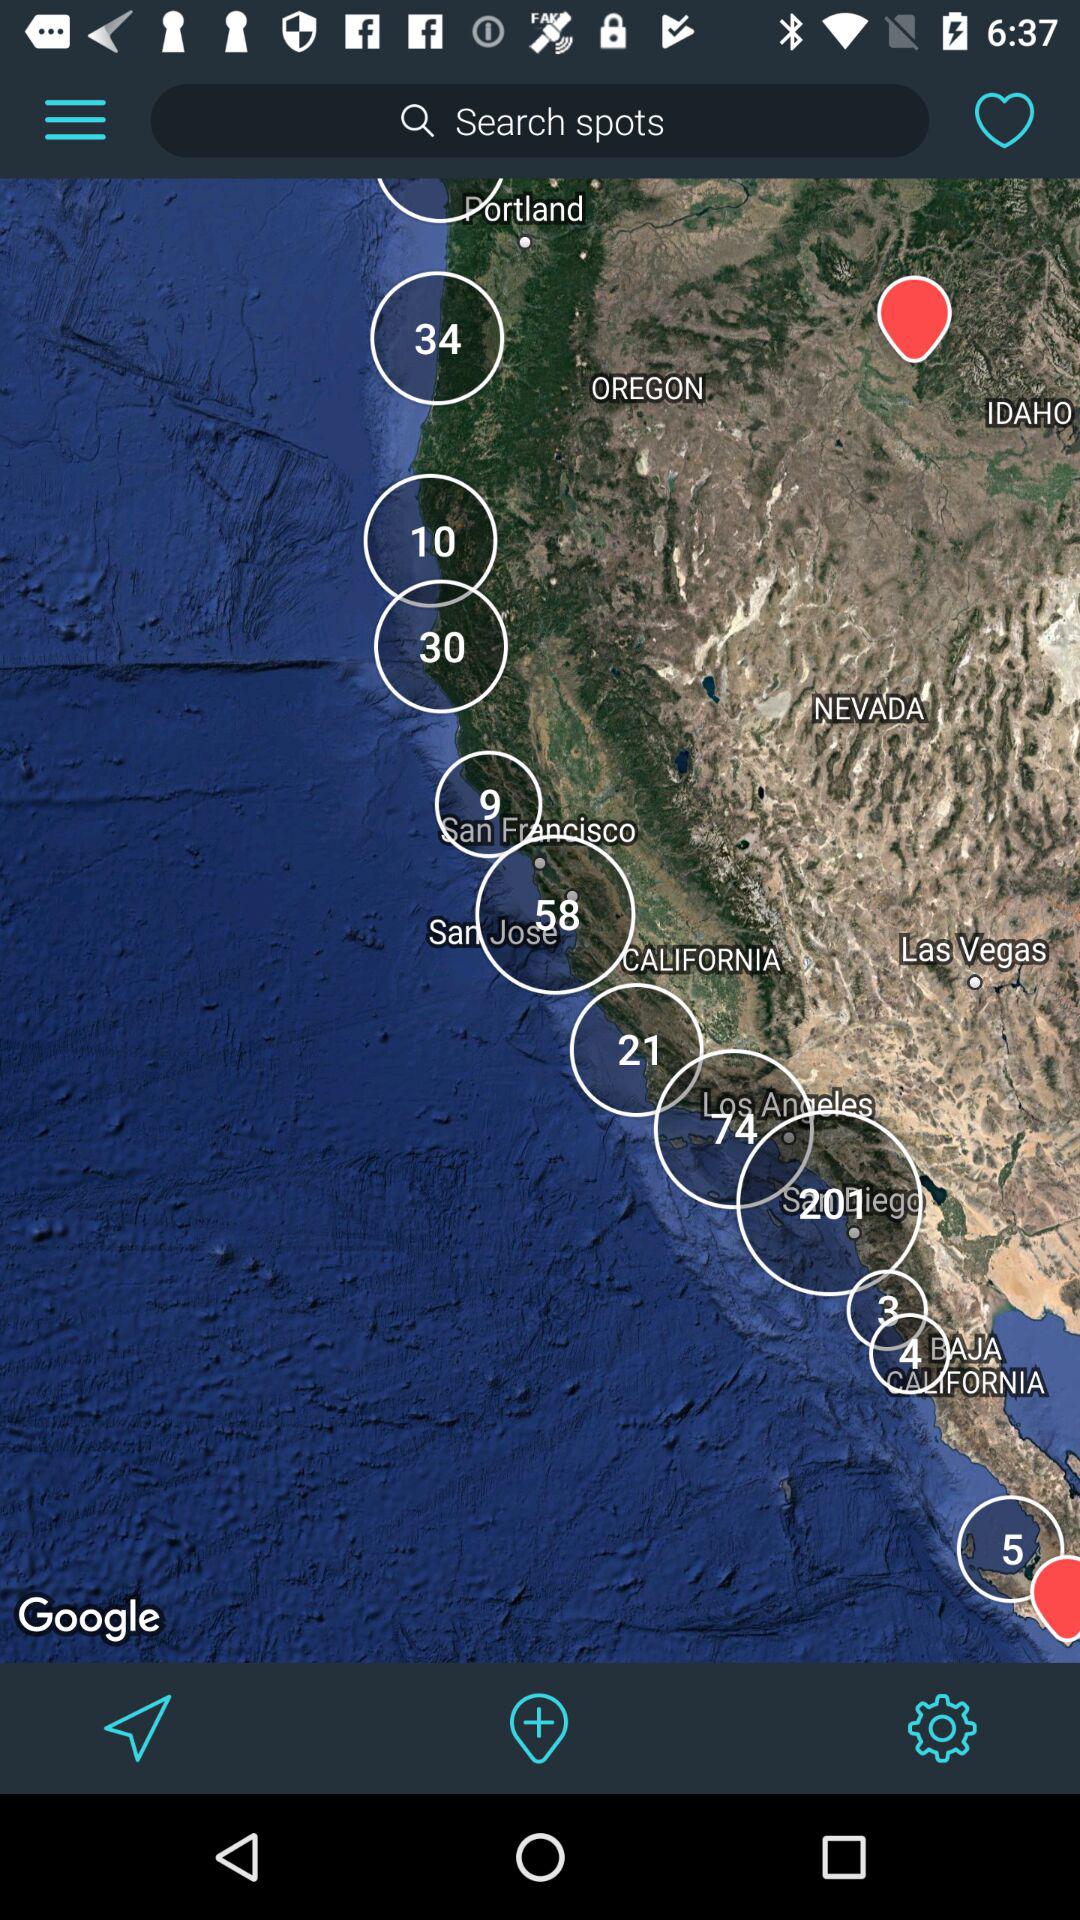 FAKE
6:37
Search spots
Portland
34
OREGON
IDAHO
10
30
NEVADA
9
San Francisco
58
San Jose
CALIFORNIA
Las Vegas
21
Los Angeles
74
201
San Diego
3
4
BAJA
CALIFORNIA
5
Google